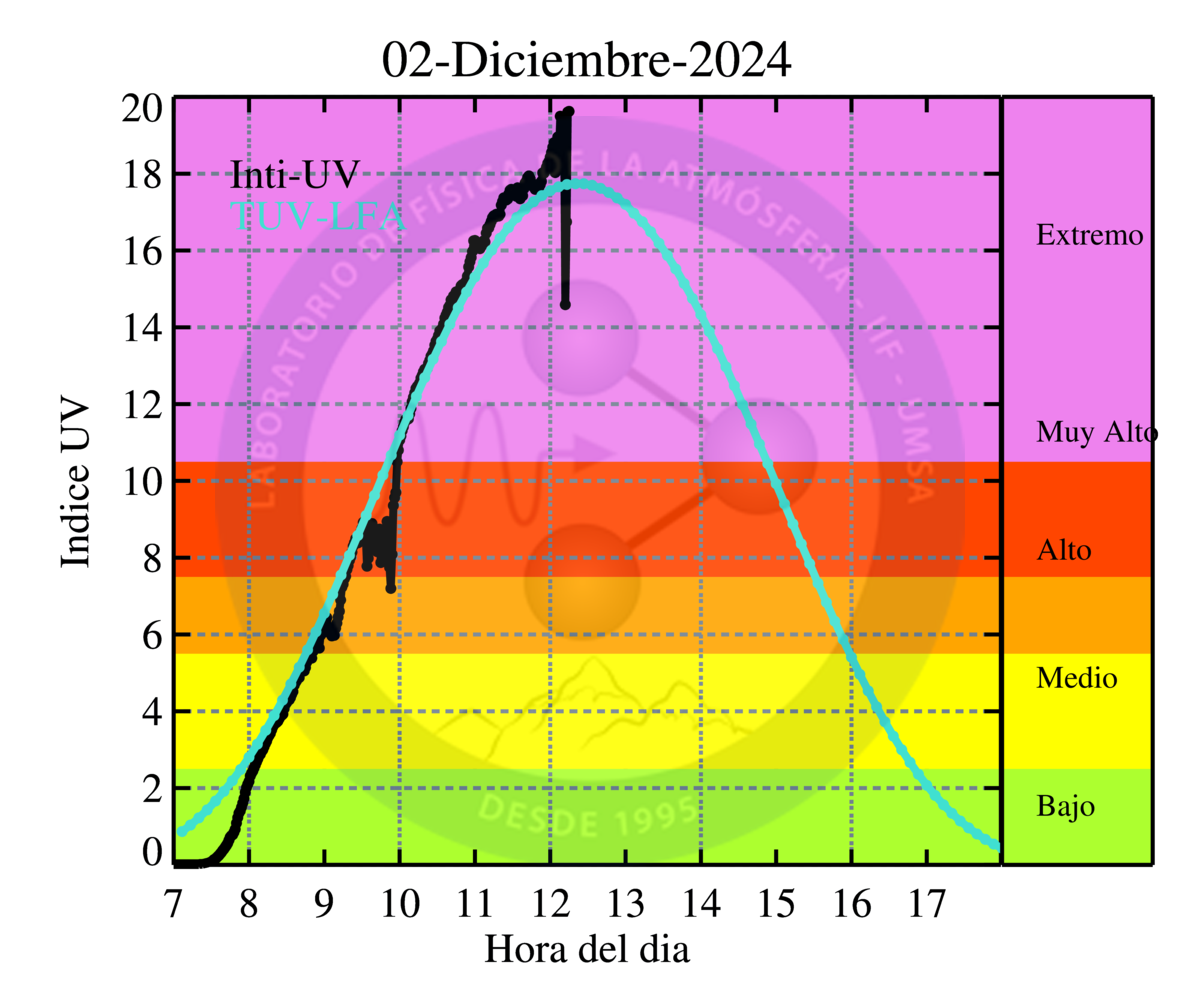 02-Diciembre-2024
Inti-UV
TUV-LFA
LABORATORIO DE FÍSICA DE LA ATMÓSFERA - IIF - UMSA
DESDE 1995
Indice UV
20
18
16
14
12
10
8
6
4
2
0
Extremo
Muy Alto
Alto
Medio
Bajo
7 8 9 10 11 12 13 14 15 16 17
Hora del dia